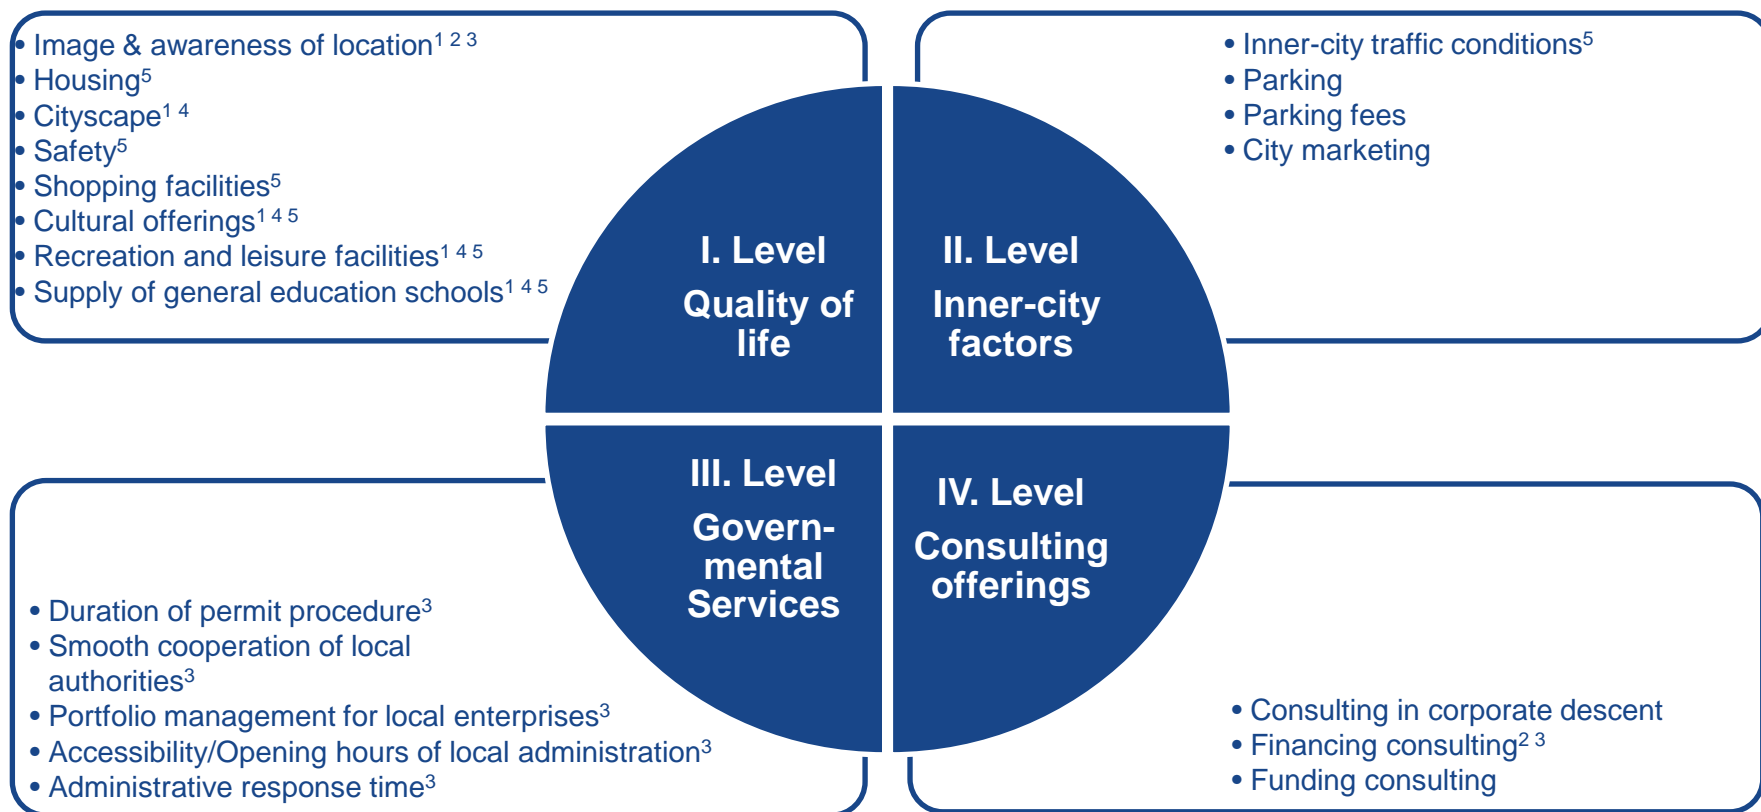 • Image & awareness of location¹ ² ³
• Housing⁵
• Cityscape¹ ⁴
• Safety⁵
• Shopping facilities⁵
• Cultural offerings¹ ⁴ ⁵
• Recreation and leisure facilities¹ ⁴ ⁵
• Supply of general education schools¹ ⁴ ⁵
• Inner-city traffic conditions⁵
• Parking
• Parking fees
• City marketing
I. Level
Quality of
life
II. Level
Inner-city
factors
III. Level
Govern-
mental
Services
IV. Level
Consulting
offerings
• Duration of permit procedure³
• Smooth cooperation of local
authorities³
• Portfolio management for local enterprises³
• Accessibility/Opening hours of local administration³
• Administrative response time³
• Consulting in corporate descent
• Financing consulting² ³
• Funding consulting